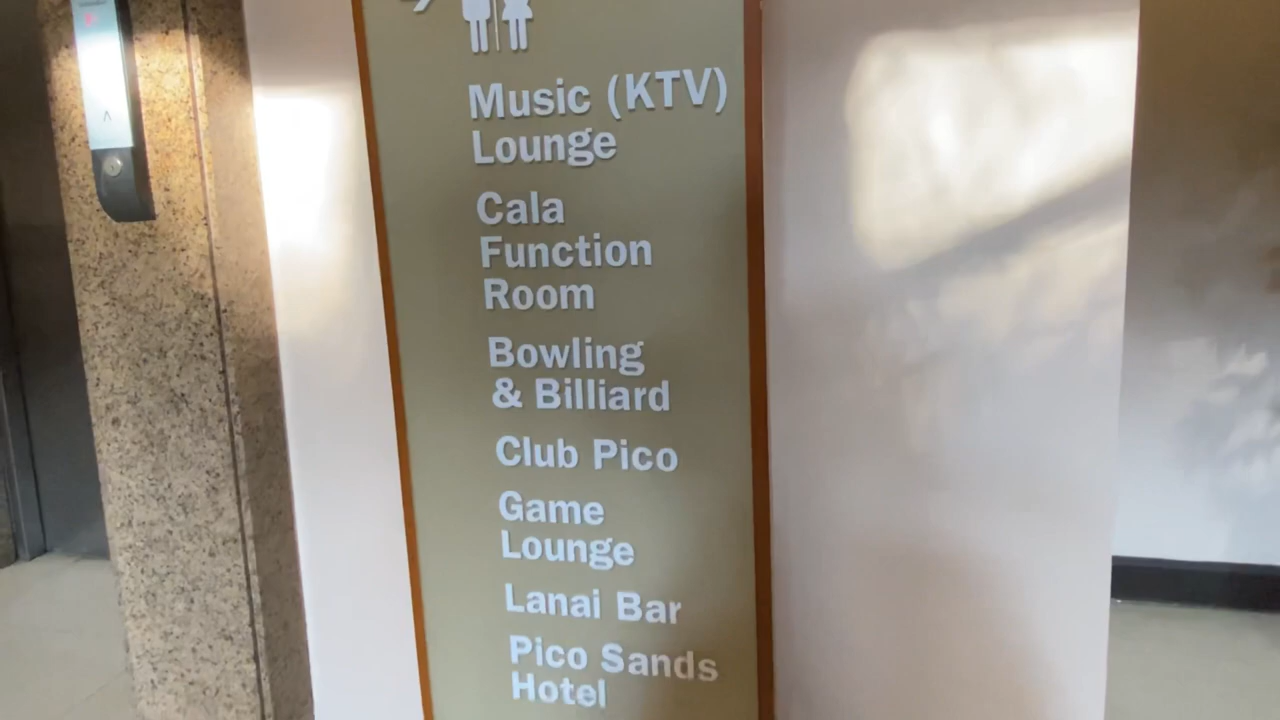 Music (KTV)
Lounge
Cala
Function
Room
Bowling
& Billiard
Club Pico
Game
Lounge
Lanai Bar
Pico Sands
Hotel